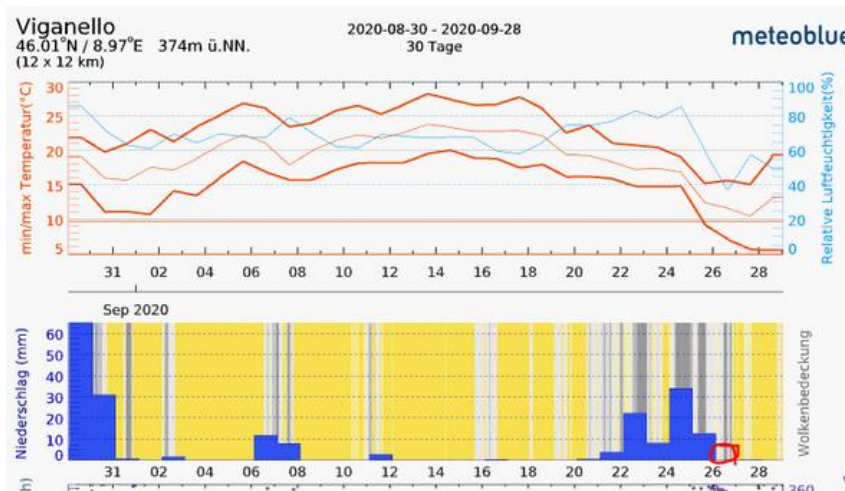 Viganello
46.01°N / 8.97°E 374m ü.NN.
(12 x 12 km)
2020-08-30 - 2020-09-28
30 Tage
meteoblue
min/max Temperatur(°C)
30
25
20
15
10
5
Relative Luftfeuchtigkeit(%)
100
80
60
40
20
0
31 02 04 06 08 10 12 14 16 18 20 22 24 26 28
Sep 2020
Niederschlag (mm)
60
50
40
30
20
10
0
Wolkenbedeckung
31 02 04 06 08 10 12 14 16 18 20 22 24 26 28
h)
360